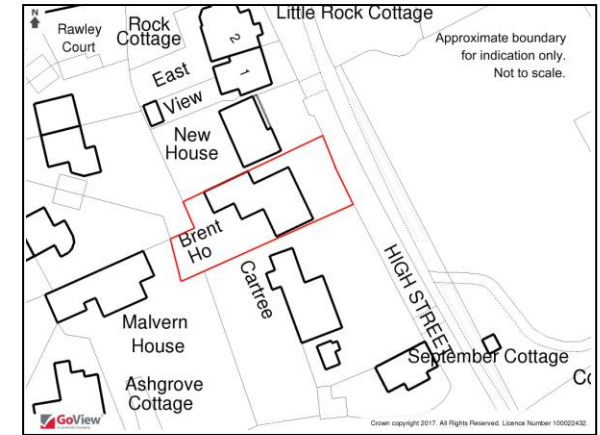 N
Little Rock Cottage
Rawley
Court
Rock
Cottage
Approximate boundary
for indication only.
Not to scale.
2
East
View
1
New
House
Brent
Ho
Cartree
HIGH STREET
Malvern
House
September Cottage
Ashgrove
Cottage
GoView
Crown copyright 2017. All Rights Reserved. Licence Number 100022432.